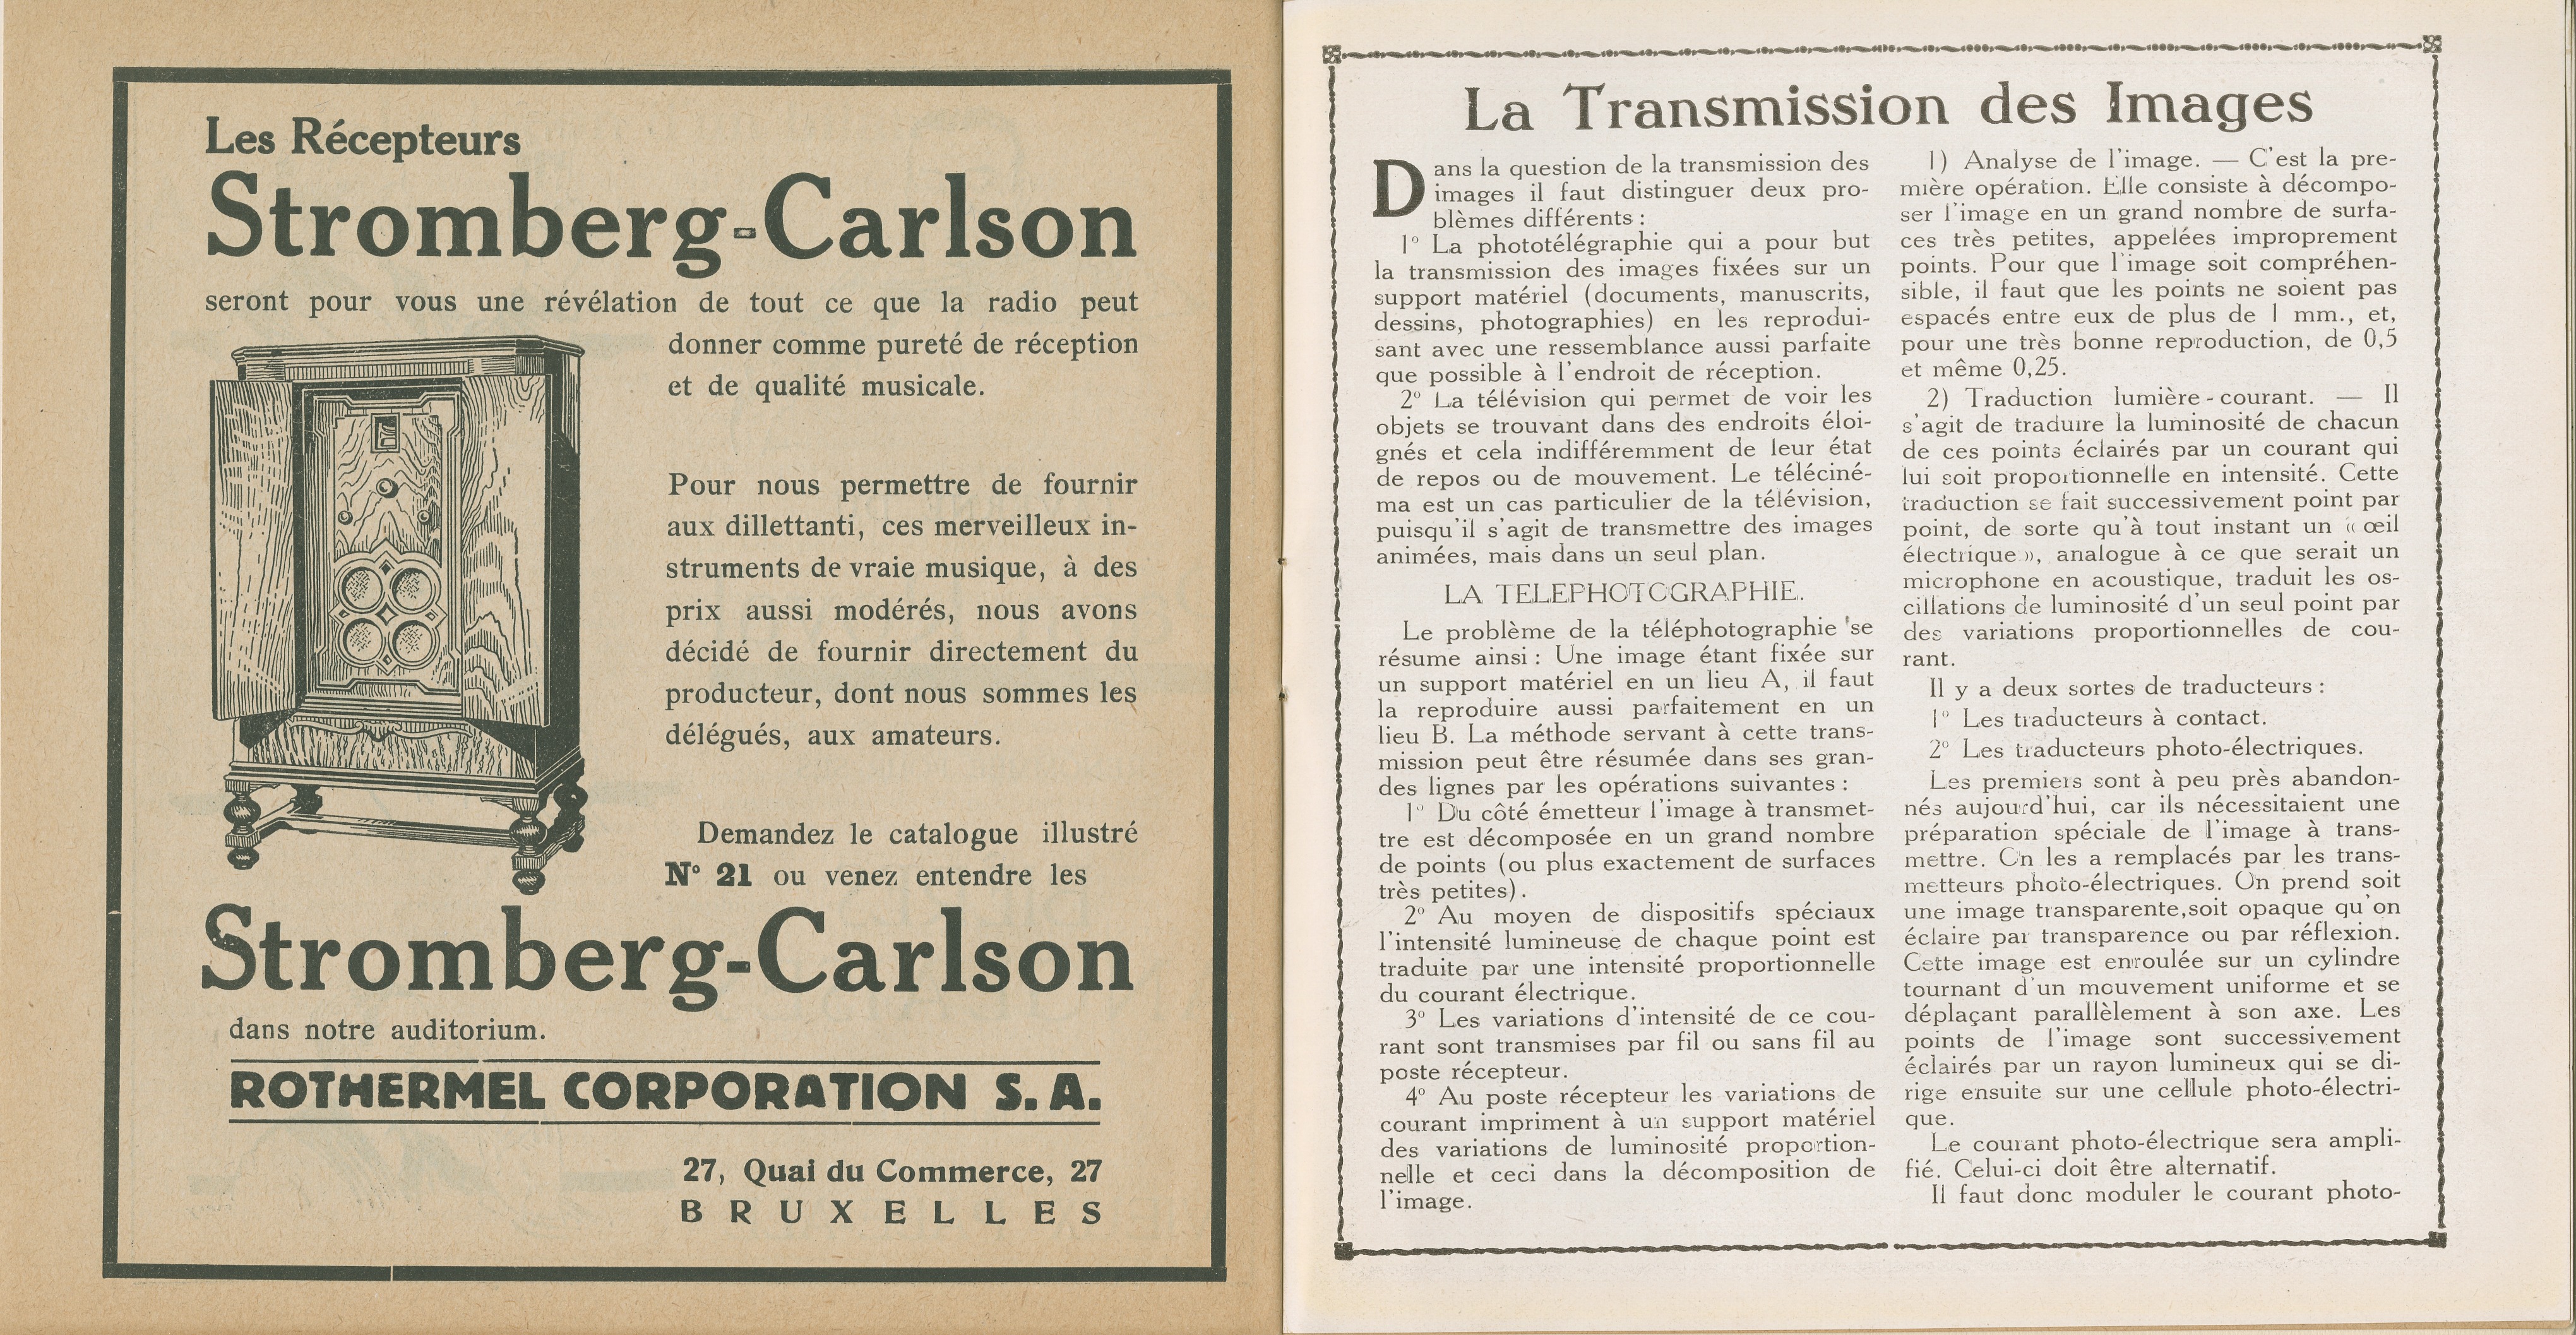 Les Récepteurs
Stromberg-Carlson
seront pour vous une révélation de tout ce que la radio peut
donner comme pureté de réception
et de qualité musicale.
Pour nous permettre de fournir
aux dillettanti, ces merveilleux in-
struments de vraie musique, à des
prix aussi modérés, nous avons
décidé de fournir directement du
producteur, dont nous sommes les
délégués, aux amateurs.
Demandez le catalogue illustré
N° 21 ou venez entendre les
Stromberg-Carlson
dans notre auditorium.
ROTHERMEL CORPORATION S. A.
27, Quai du Commerce, 27
BRUXELLES
La Transmission des Images
Dans la question de la transmission des
images il faut distinguer deux pro-
blèmes différents :
1° La phototélégraphie qui a pour but
la transmission des images fixées sur un
support matériel (documents, manuscrits,
dessins, photographies) en les reprodui-
sant avec une ressemblance aussi parfaite
que possible à l'endroit de réception.
2° La télévision qui permet de voir les
objets se trouvant dans des endroits éloi-
gnés et cela indifféremment de leur état
de repos ou de mouvement. Le téléciné-
ma est un cas particulier de la télévision,
puisqu'il s'agit de transmettre des images
animées, mais dans un seul plan.
LA TELEPHOTOGRAPHIE.
Le problème de la téléphotographie se
résume ainsi : Une image étant fixée sur
un support matériel en un lieu A, il faut
la reproduire aussi parfaitement en un
lieu B. La méthode servant à cette trans-
mission peut être résumée dans ses gran-
des lignes par les opérations suivantes :
1° Du côté émetteur l'image à transmet-
tre est décomposée en un grand nombre
de points (ou plus exactement de surfaces
très petites).
2° Au moyen de dispositifs spéciaux
l'intensité lumineuse de chaque point est
traduite par une intensité proportionnelle
du courant électrique.
3° Les variations d'intensité de ce cou-
rant sont transmises par fil ou sans fil au
poste récepteur.
4° Au poste récepteur les variations de
courant impriment à un support matériel
des variations de luminosité proportion-
nelle et ceci dans la décomposition de
l'image.
1) Analyse de l'image. — C'est la pre-
mière opération. Elle consiste à décompo-
ser l'image en un grand nombre de surfa-
ces très petites, appelées improprement
points. Pour que l'image soit compréhen-
sible, il faut que les points ne soient pas
espacés entre eux de plus de 1 mm., et,
pour une très bonne reproduction, de 0,5
et même 0,25.
2) Traduction lumière - courant. — Il
s'agit de traduire la luminosité de chacun
de ces points éclairés par un courant qui
lui soit proportionnelle en intensité. Cette
traduction se fait successivement point par
point, de sorte qu'à tout instant un « œil
électrique », analogue à ce que serait un
microphone en acoustique, traduit les os-
cillations de luminosité d'un seul point par
des variations proportionnelles de cou-
rant.
Il y a deux sortes de traducteurs :
1° Les traducteurs à contact.
2° Les traducteurs photo-électriques.
Les premiers sont à peu près abandon-
nés aujourd'hui, car ils nécessitaient une
préparation spéciale de l'image à trans-
mettre. On les a remplacés par les trans-
metteurs photo-électriques. On prend soit
une image transparente,soit opaque qu'on
éclaire par transparence ou par réflexion.
Cette image est enroulée sur un cylindre
tournant d'un mouvement uniforme et se
déplaçant parallèlement à son axe. Les
points de l'image sont successivement
éclairés par un rayon lumineux qui se di-
rige ensuite sur une cellule photo-électri-
que.
Le courant photo-électrique sera ampli-
fié. Celui-ci doit être alternatif.
Il faut donc moduler le courant photo-